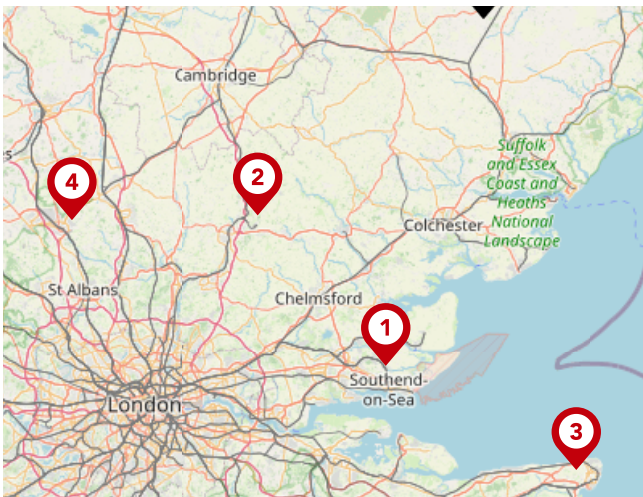 Cambridge
Suffolk
and Essex
Coast and
Heaths
National
Landscape
es
4
2
Colchester
St Albans
Chelmsford
1
Southend-
on-Sea
London
3